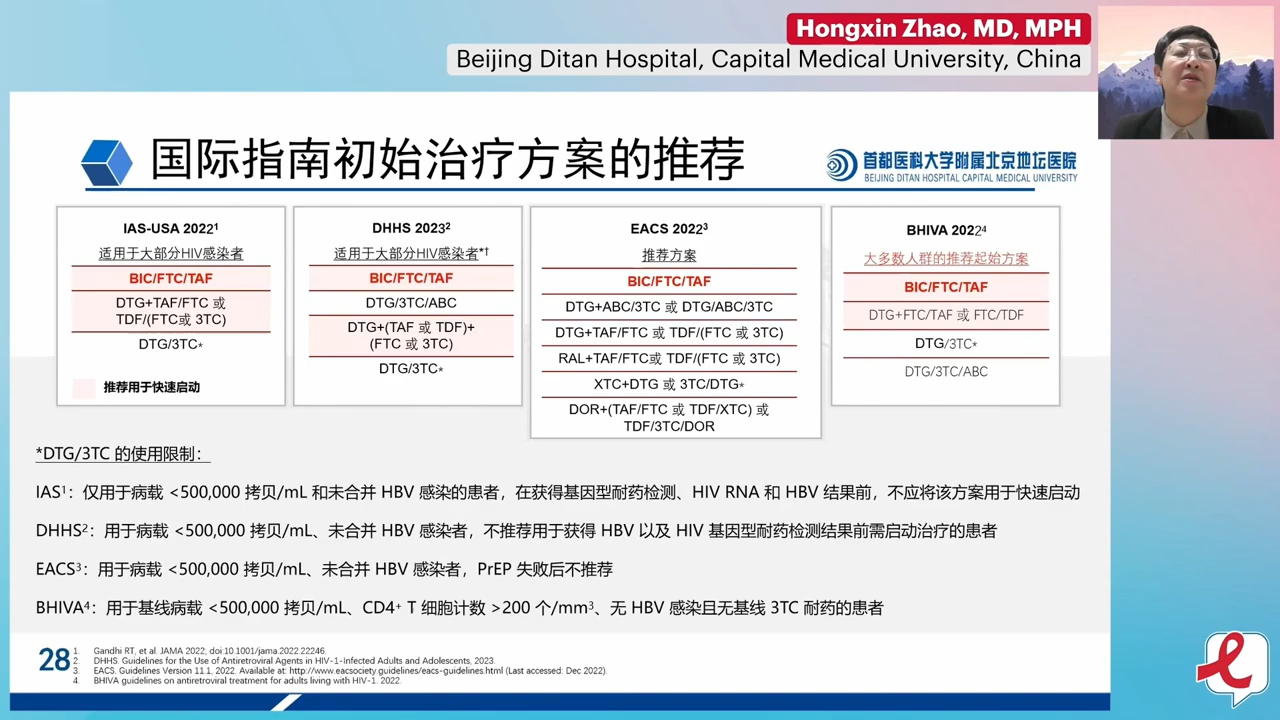 Hongxin Zhao, MD, MPH
Beijing Ditan Hospital, Capital Medical University, China
国际指南初始治疗方案的推荐
首都医科大学附属北京地坛医院
BEIJING DITAN HOSPITAL CAPITAL MEDICAL UNIVERSITY
IAS-USA 2022¹
适用于大部分HIV感染者
BIC/FTC/TAF
DTG+TAF/FTC 或
TDF/(FTC或 3TC)
DTG/3TC*
推荐用于快速启动
DHHS 2023²
适用于大部分HIV感染者*†
BIC/FTC/TAF
DTG/3TC/ABC
DTG+(TAF 或 TDF)+
(FTC 或 3TC)
DTG/3TC*
EACS 2022³
推荐方案
BIC/FTC/TAF
DTG+ABC/3TC 或 DTG/ABC/3TC
DTG+TAF/FTC 或 TDF/(FTC 或 3TC)
RAL+TAF/FTC或 TDF/(FTC 或 3TC)
XTC+DTG 或 3TC/DTG*
DOR+(TAF/FTC 或 TDF/XTC) 或
TDF/3TC/DOR
BHIVA 2022⁴
大多数人群的推荐起始方案
BIC/FTC/TAF
DTG+FTC/TAF 或 FTC/TDF
DTG/3TC*
DTG/3TC/ABC
*DTG/3TC 的使用限制：
IAS¹：仅用于病载 <500,000 拷贝/mL 和未合并 HBV 感染的患者，在获得基因型耐药检测、HIV RNA 和 HBV 结果前，不应将该方案用于快速启动
DHHS²：用于病载 <500,000 拷贝/mL、未合并 HBV 感染者，不推荐用于获得 HBV 以及 HIV 基因型耐药检测结果前需启动治疗的患者
EACS³：用于病载 <500,000 拷贝/mL、未合并 HBV 感染者，PrEP 失败后不推荐
BHIVA⁴：用于基线病载 <500,000 拷贝/mL、CD4⁺ T 细胞计数 >200 个/mm³、无 HBV 感染且无基线 3TC 耐药的患者
28
1. Gandhi RT, et al. JAMA 2022; doi:10.1001/jama.2022.22246.
2. DHHS. Guidelines for the Use of Antiretroviral Agents in HIV-1-Infected Adults and Adolescents, 2023.
3. EACS. Guidelines Version 11.1, 2022. Available at: http://www.eacsociety.guidelines/eacs-guidelines.html (Last accessed: Dec 2022).
4. BHIVA guidelines on antiretroviral treatment for adults living with HIV-1. 2022.